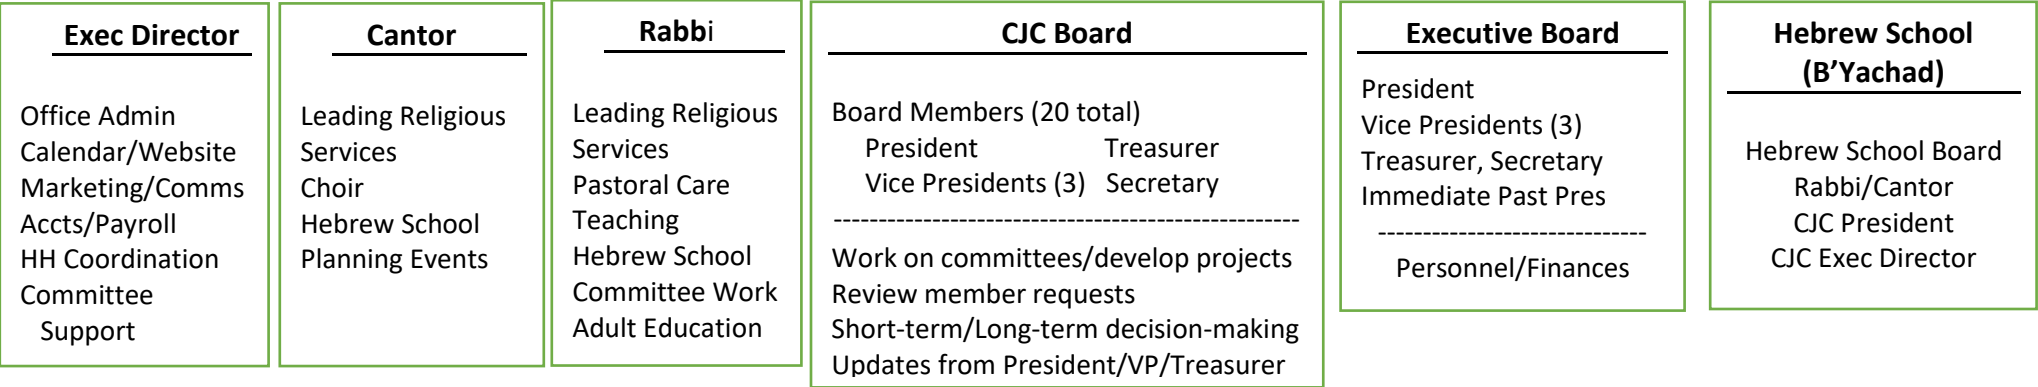 Exec Director
Office Admin
Calendar/Website
Marketing/Comms
Accts/Payroll
HH Coordination
Committee
Support
Cantor
Leading Religious
Services
Choir
Hebrew School
Planning Events
Rabbi
Leading Religious
Services
Pastoral Care
Teaching
Hebrew School
Committee Work
Adult Education
CJC Board
Board Members (20 total)
President Treasurer
Vice Presidents (3) Secretary
-----------------------------------------------------
Work on committees/develop projects
Review member requests
Short-term/Long-term decision-making
Updates from President/VP/Treasurer
Executive Board
President
Vice Presidents (3)
Treasurer, Secretary
Immediate Past Pres
------------------------------
Personnel/Finances
Hebrew School
(B’Yachad)
Hebrew School Board
Rabbi/Cantor
CJC President
CJC Exec Director